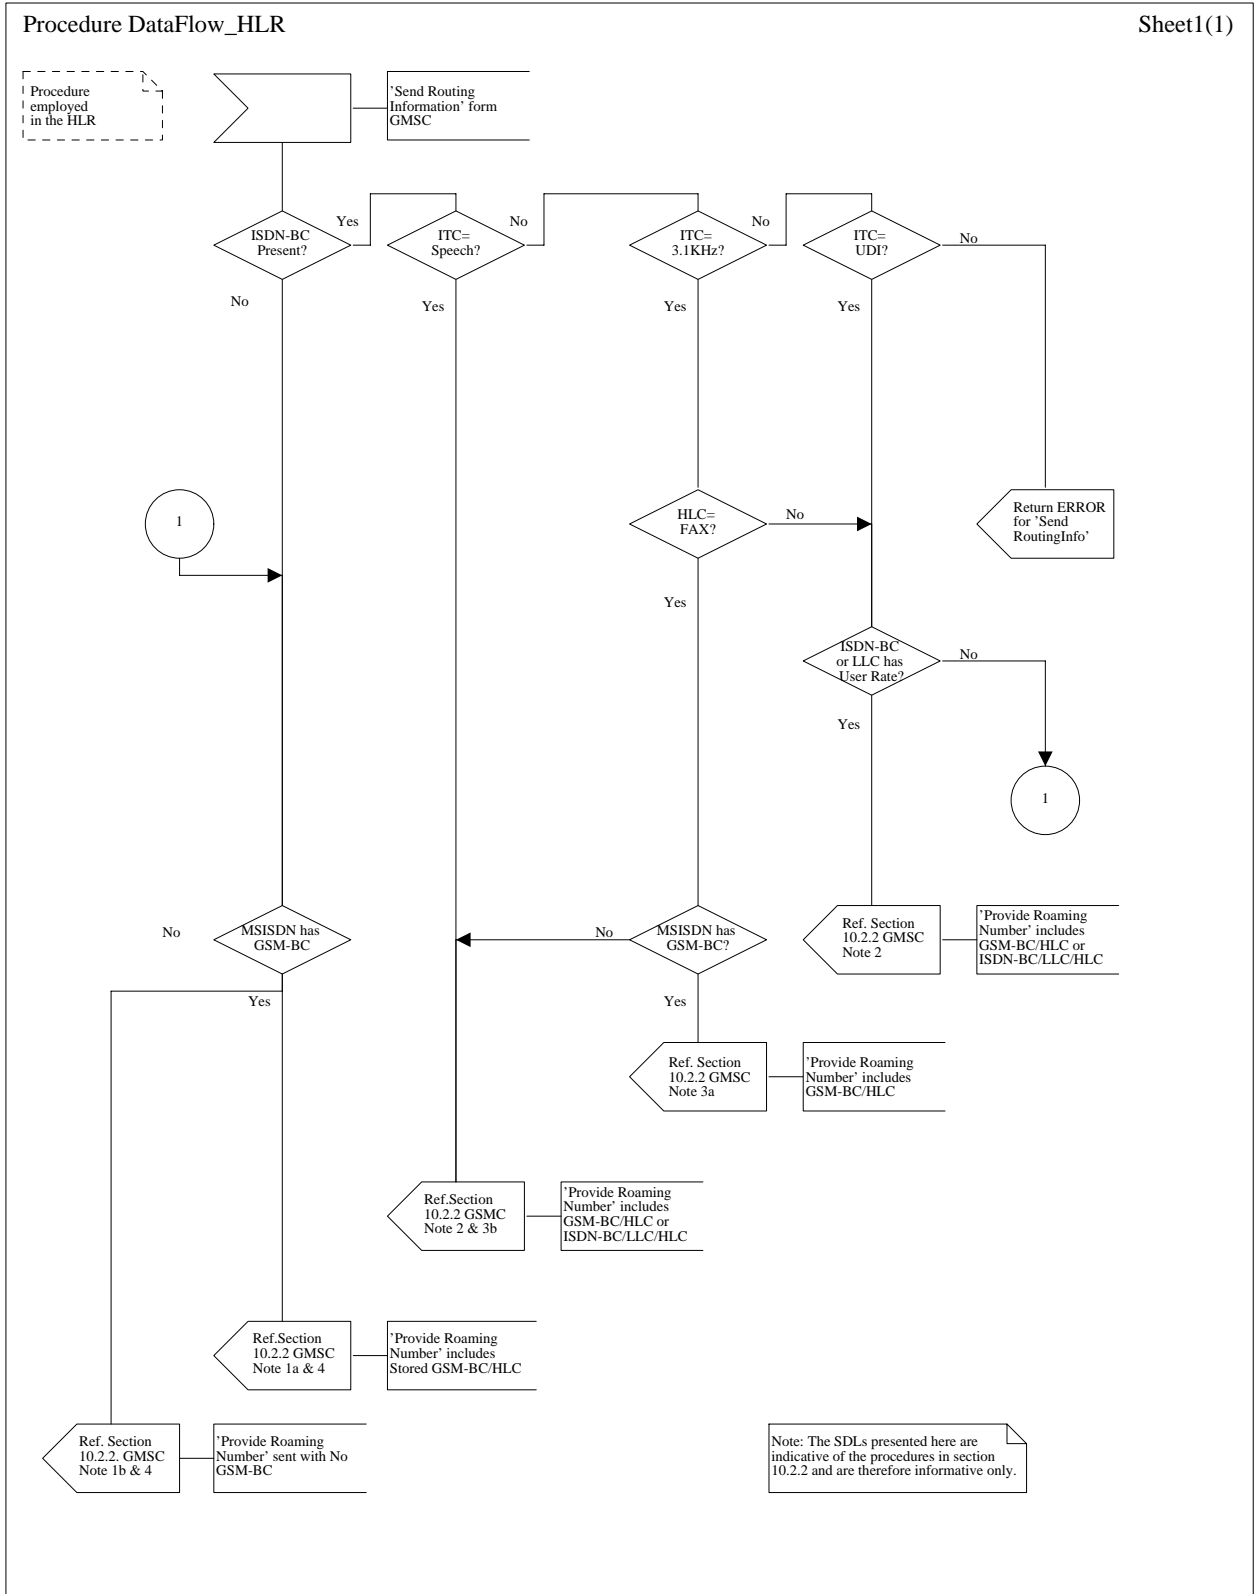 Procedure DataFlow_HLR
Sheet1(1)
Procedure
employed
in the HLR
'Send Routing
Information' form
GMSC
ISDN-BC
Present?
Yes
No
ITC=
Speech?
No
Yes
ITC=
3.1KHz?
No
Yes
ITC=
UDI?
No
Yes
1
HLC=
FAX?
No
Yes
Return ERROR
for 'Send
RoutingInfo'
ISDN-BC
or LLC has
User Rate?
No
Yes
1
No
MSISDN has
GSM-BC
Yes
No
MSISDN has
GSM-BC?
Yes
Ref. Section
10.2.2 GMSC
Note 2
'Provide Roaming
Number' includes
GSM-BC/HLC or
ISDN-BC/LLC/HLC
Ref. Section
10.2.2 GMSC
Note 3a
'Provide Roaming
Number' includes
GSM-BC/HLC
Ref.Section
10.2.2 GSMC
Note 2 & 3b
'Provide Roaming
Number' includes
GSM-BC/HLC or
ISDN-BC/LLC/HLC
Ref.Section
10.2.2 GMSC
Note 1a & 4
'Provide Roaming
Number' includes
Stored GSM-BC/HLC
Ref. Section
10.2.2. GMSC
Note 1b & 4
'Provide Roaming
Number' sent with No
GSM-BC
Note: The SDLs presented here are
indicative of the procedures in section
10.2.2 and are therefore informative only.